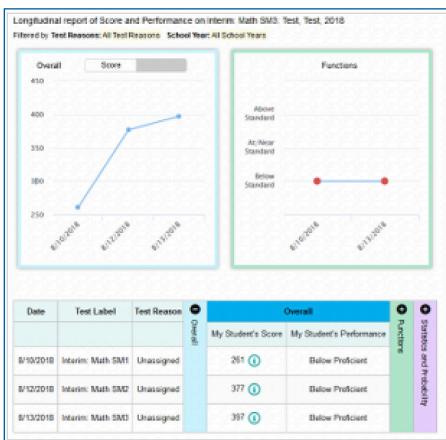 Longitudinal report of Score and Performance on Interim: Math SM3: Test, Test, 2018
Filtered by Test Reasons: All Test Reasons School Year: All School Years
Overall Score
450
400
350
300
250
8/10/2018 8/12/2018 8/13/2018
Functions
Above
Standard
At/Near
Standard
Below
Standard
8/10/2018 8/13/2018
Date Test Label Test Reason Overall Overall Functions Statistics and Probability
My Student's Score My Student's Performance
8/10/2018 Interim: Math SM1 Unassigned 261 Below Proficient
8/12/2018 Interim: Math SM2 Unassigned 377 Below Proficient
8/13/2018 Interim: Math SM3 Unassigned 397 Below Proficient